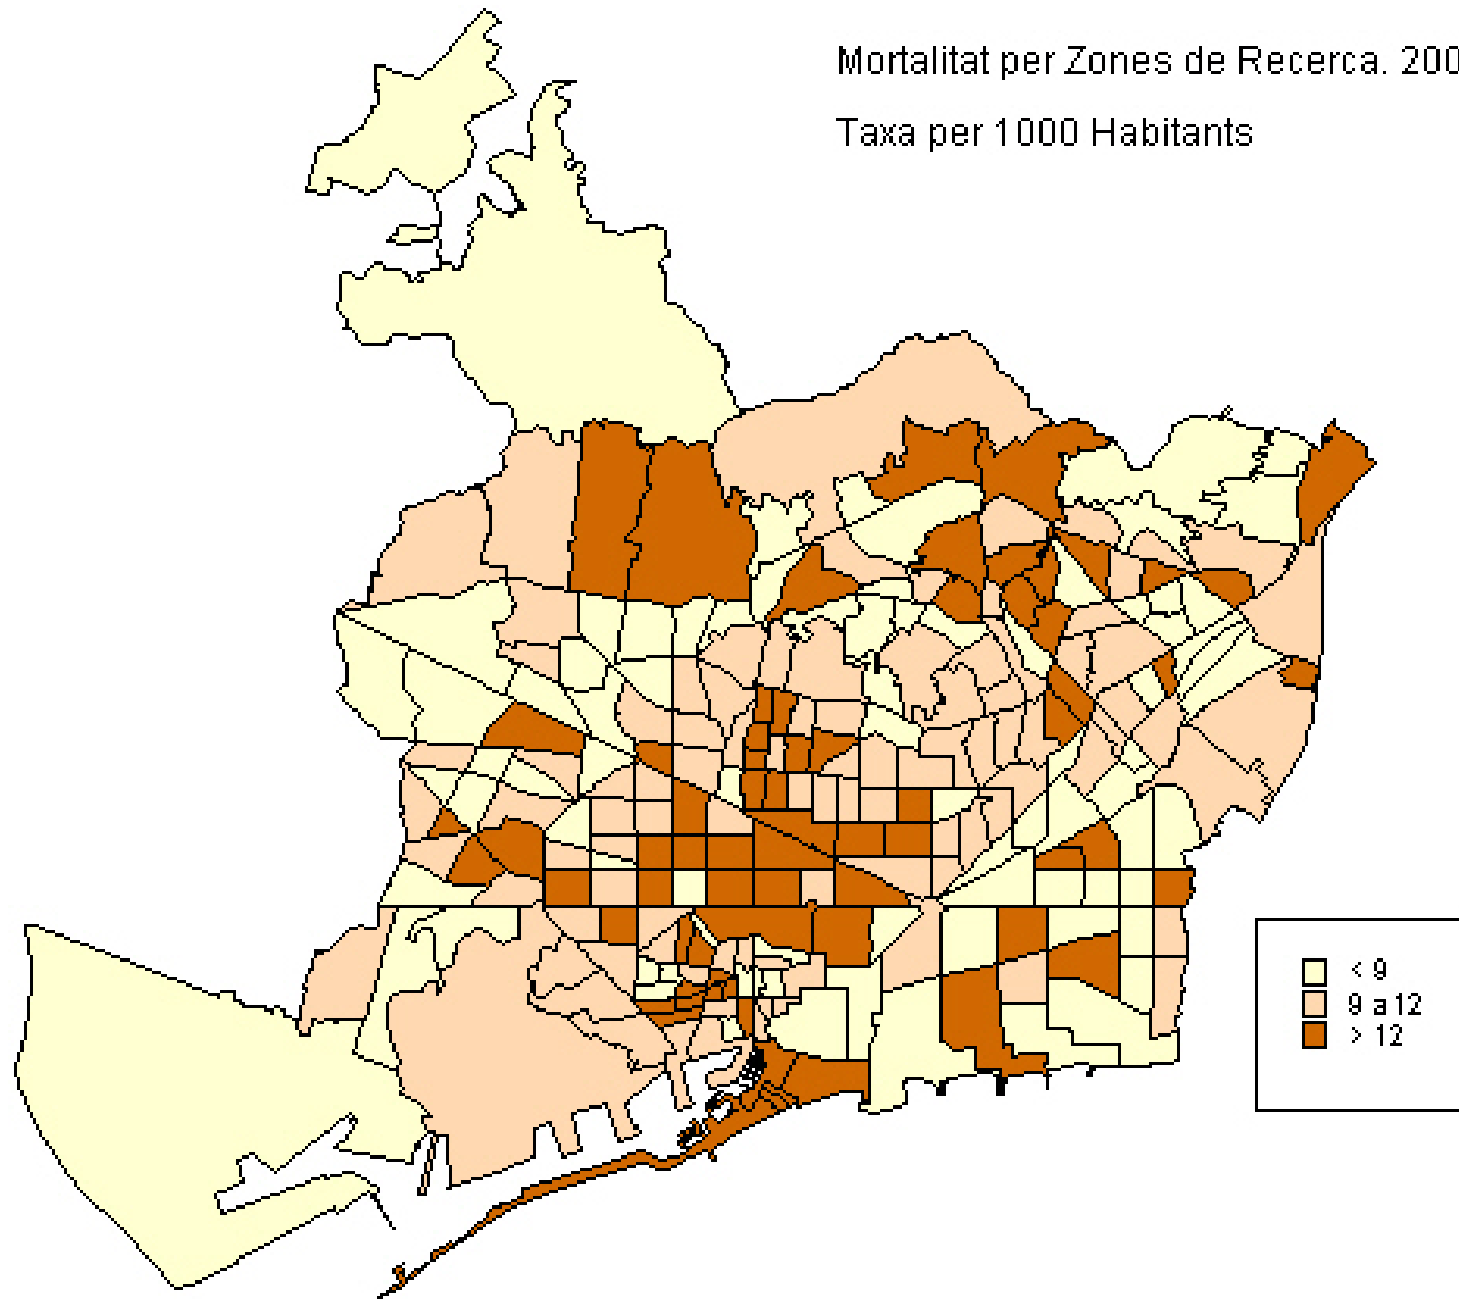 Mortalitat per Zones de Recerca. 200
Taxa per 1000 Habitants
< 9
9 a 12
> 12